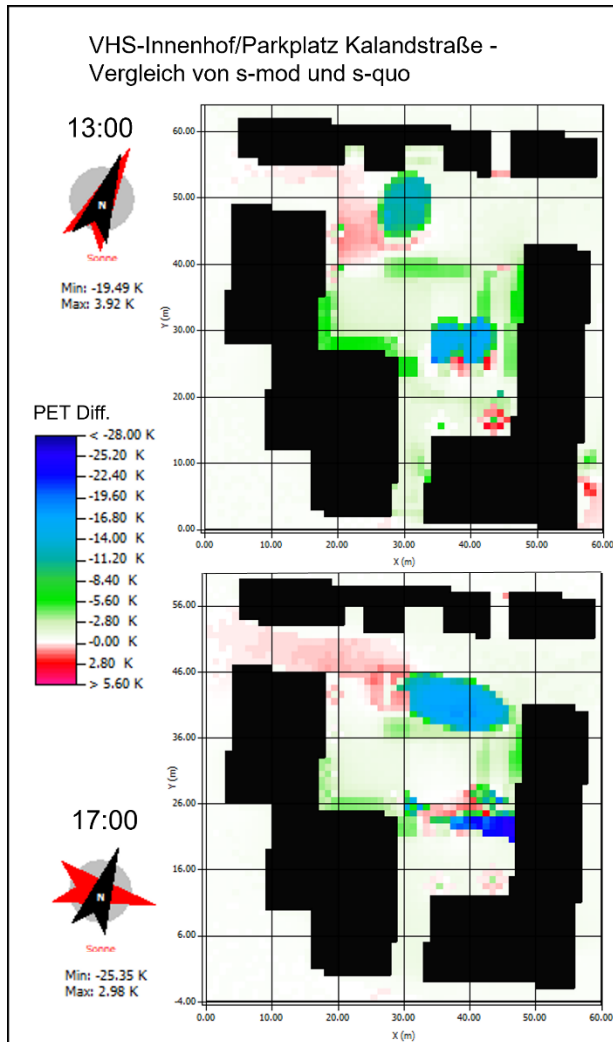 VHS-Innenhof/Parkplatz Kalandstraße -
Vergleich von s-mod und s-quo
13:00
N
Sonne
Min: -19.49 K
Max: 3.92 K
60.00
50.00
40.00
30.00
20.00
10.00
0.00
Y (m)
0.00 10.00 20.00 30.00 40.00 50.00 60.00
X (m)
PET Diff.
< -28.00 K
-25.20 K
-22.40 K
-19.60 K
-16.80 K
-14.00 K
-11.20 K
-8.40 K
-5.60 K
-2.80 K
-0.00 K
2.80 K
> 5.60 K
17:00
N
Sonne
Min: -25.35 K
Max: 2.98 K
56.00
46.00
36.00
26.00
16.00
6.00
-4.00
Y (m)
0.00 10.00 20.00 30.00 40.00 50.00 60.00
X (m)